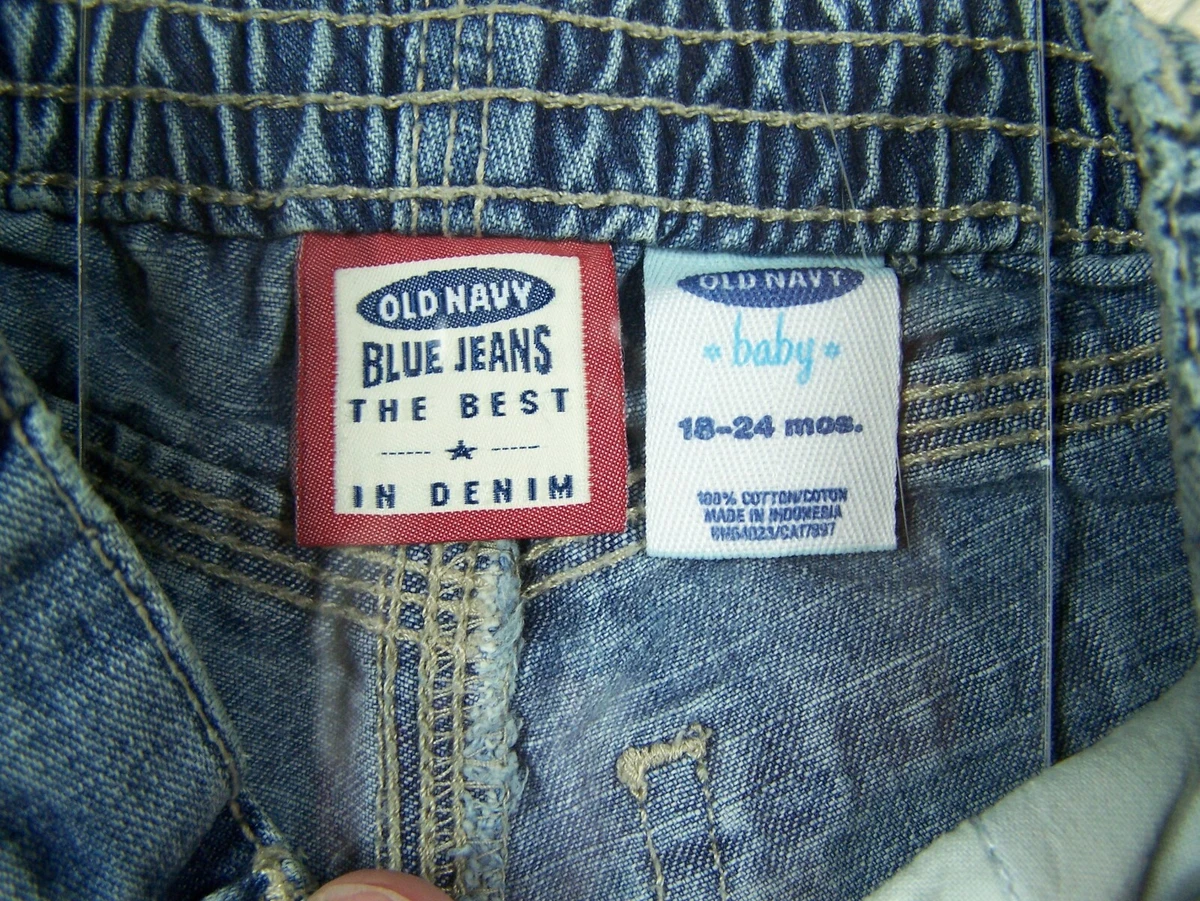 OLD NAVY
BLUE JEANS
THE BEST
IN DENIM
OLD NAVY
baby
18-24 mos.
100% COTTON/COTON
MADE IN INDONESIA